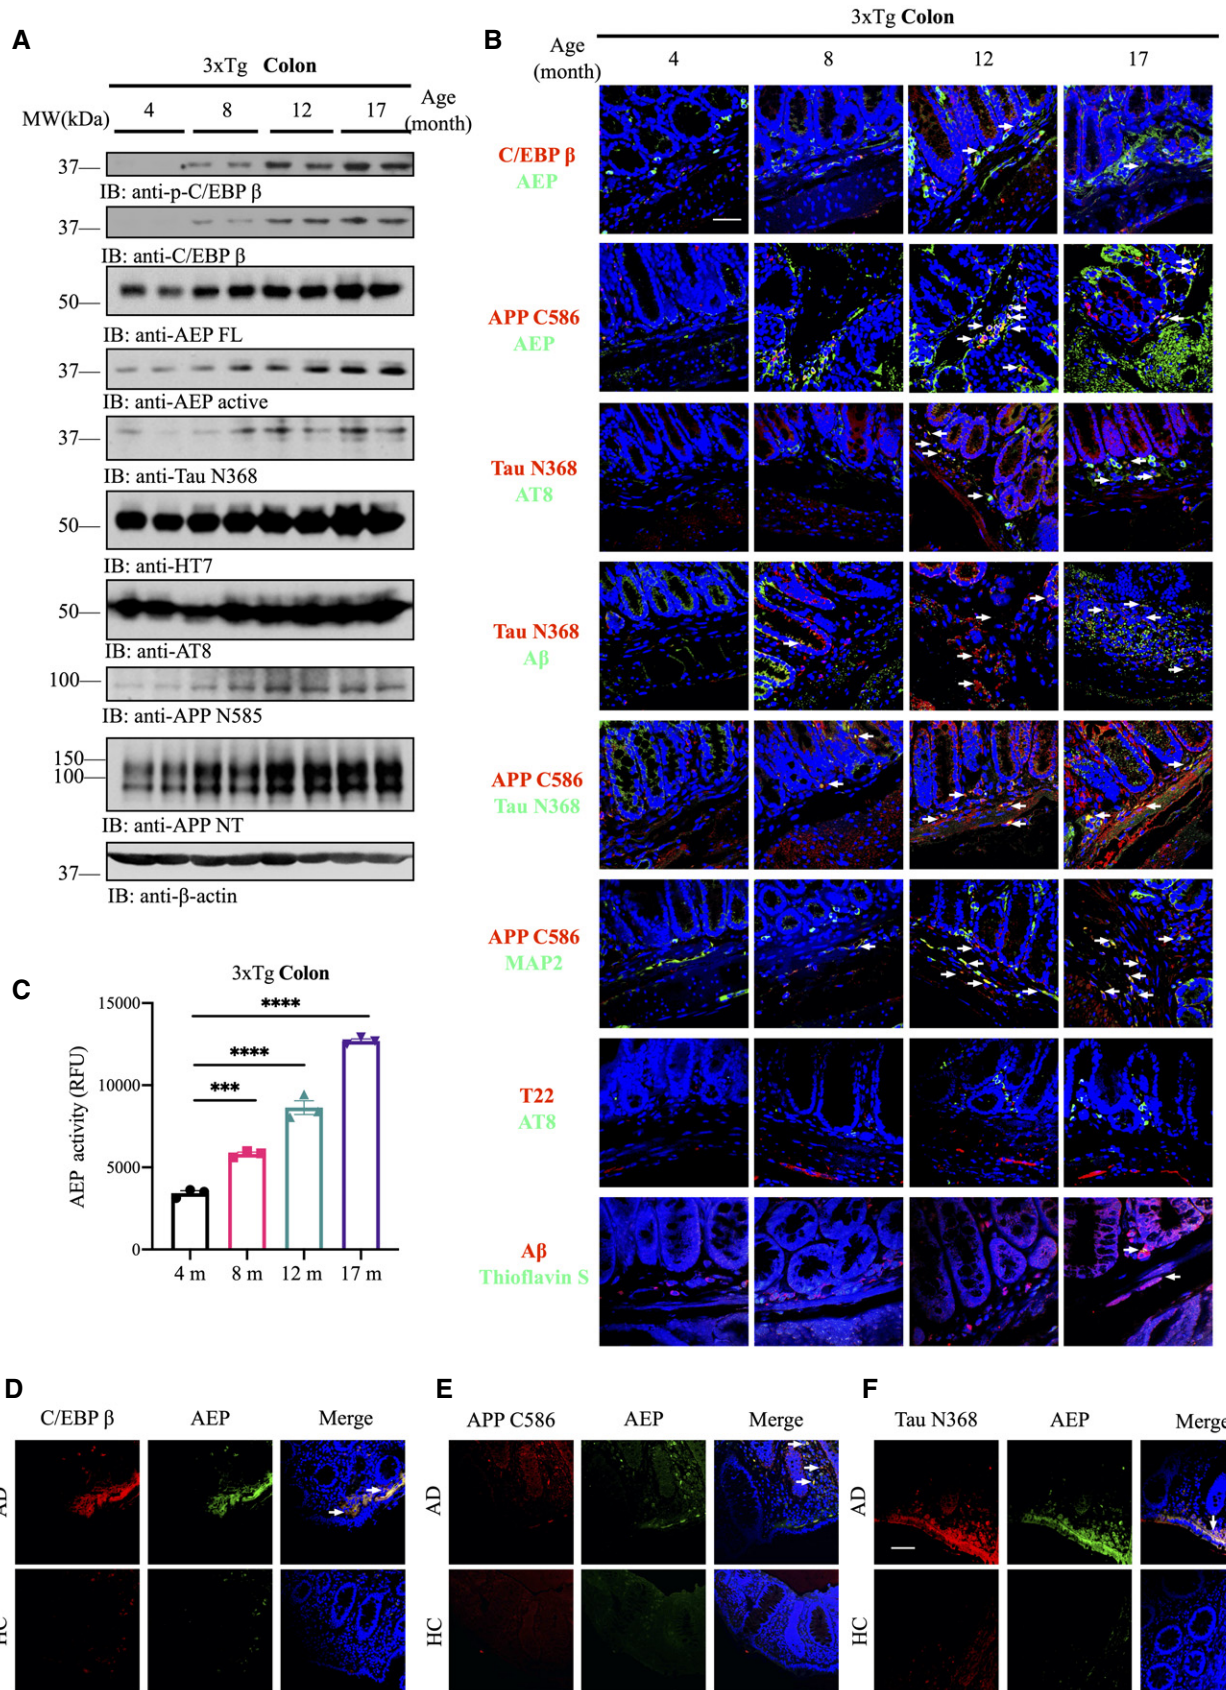 A
3xTg Colon
4 8 12 17 Age
MW(kDa) (month)
37
IB: anti-p-C/EBP β
37
IB: anti-C/EBP β
50
IB: anti-AEP FL
37
IB: anti-AEP active
37
IB: anti-Tau N368
50
IB: anti-HT7
50
IB: anti-AT8
100
IB: anti-APP N585
150
100
IB: anti-APP NT
37
IB: anti-β-actin
B
3xTg Colon
Age
(month)
4 8 12 17
C/EBP β
AEP
APP C586
AEP
Tau N368
AT8
Tau N368
Aβ
APP C586
Tau N368
APP C586
MAP2
T22
AT8
Aβ
Thioflavin S
C
3xTg Colon
AEP activity (RFU)
15000
10000
5000
0
****
****
***
4 m 8 m 12 m 17 m
D
C/EBP β AEP Merge
AD
HC
E
APP C586 AEP Merge
AD
HC
F
Tau N368 AEP Merge
AD
HC